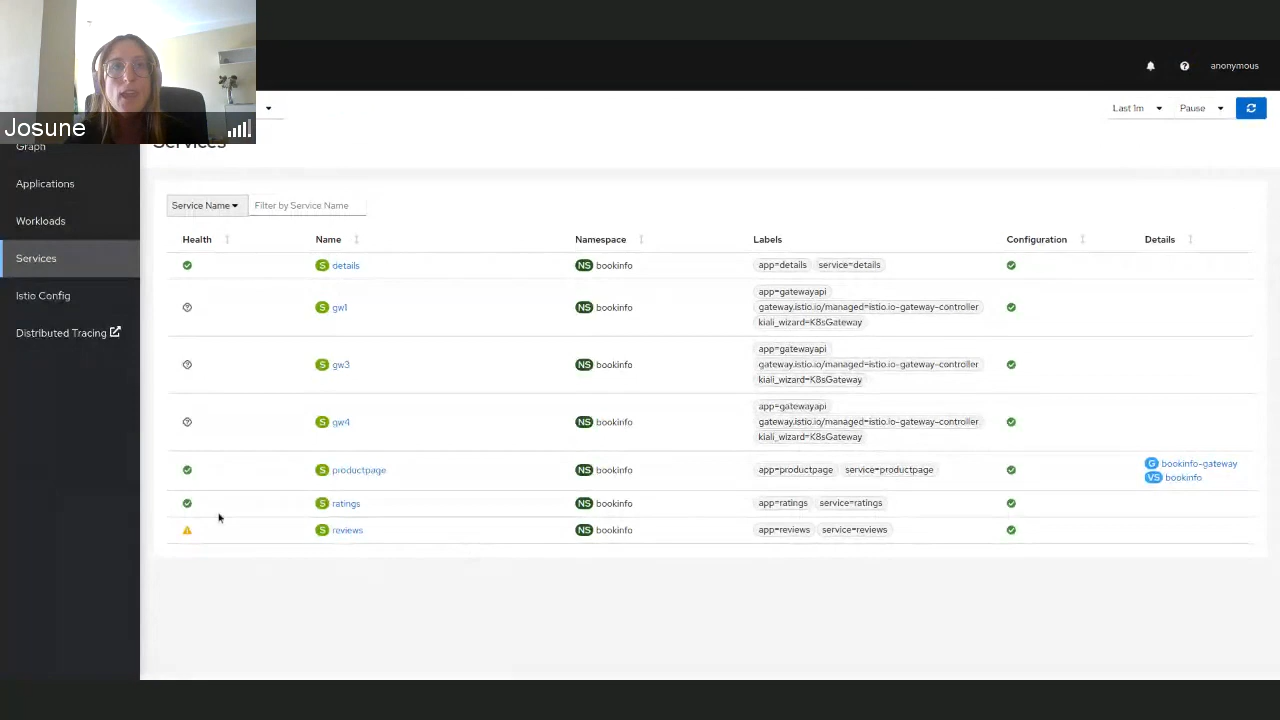 Josune
anonymous
Last 1m
Pause
Services
Graph
Applications
Workloads
Services
Istio Config
Distributed Tracing
Service Name
Filter by Service Name
Health
Name
Namespace
Labels
Configuration
Details
S details
NS bookinfo
app=details service=details
S gw1
NS bookinfo
app=gatewayapi
gateway.istio.io/managed=istio.io-gateway-controller
kiali_wizard=K8sGateway
S gw3
NS bookinfo
app=gatewayapi
gateway.istio.io/managed=istio.io-gateway-controller
kiali_wizard=K8sGateway
S gw4
NS bookinfo
app=gatewayapi
gateway.istio.io/managed=istio.io-gateway-controller
kiali_wizard=K8sGateway
S productpage
NS bookinfo
app=productpage service=productpage
G bookinfo-gateway
VS bookinfo
S ratings
NS bookinfo
app=ratings service=ratings
S reviews
NS bookinfo
app=reviews service=reviews